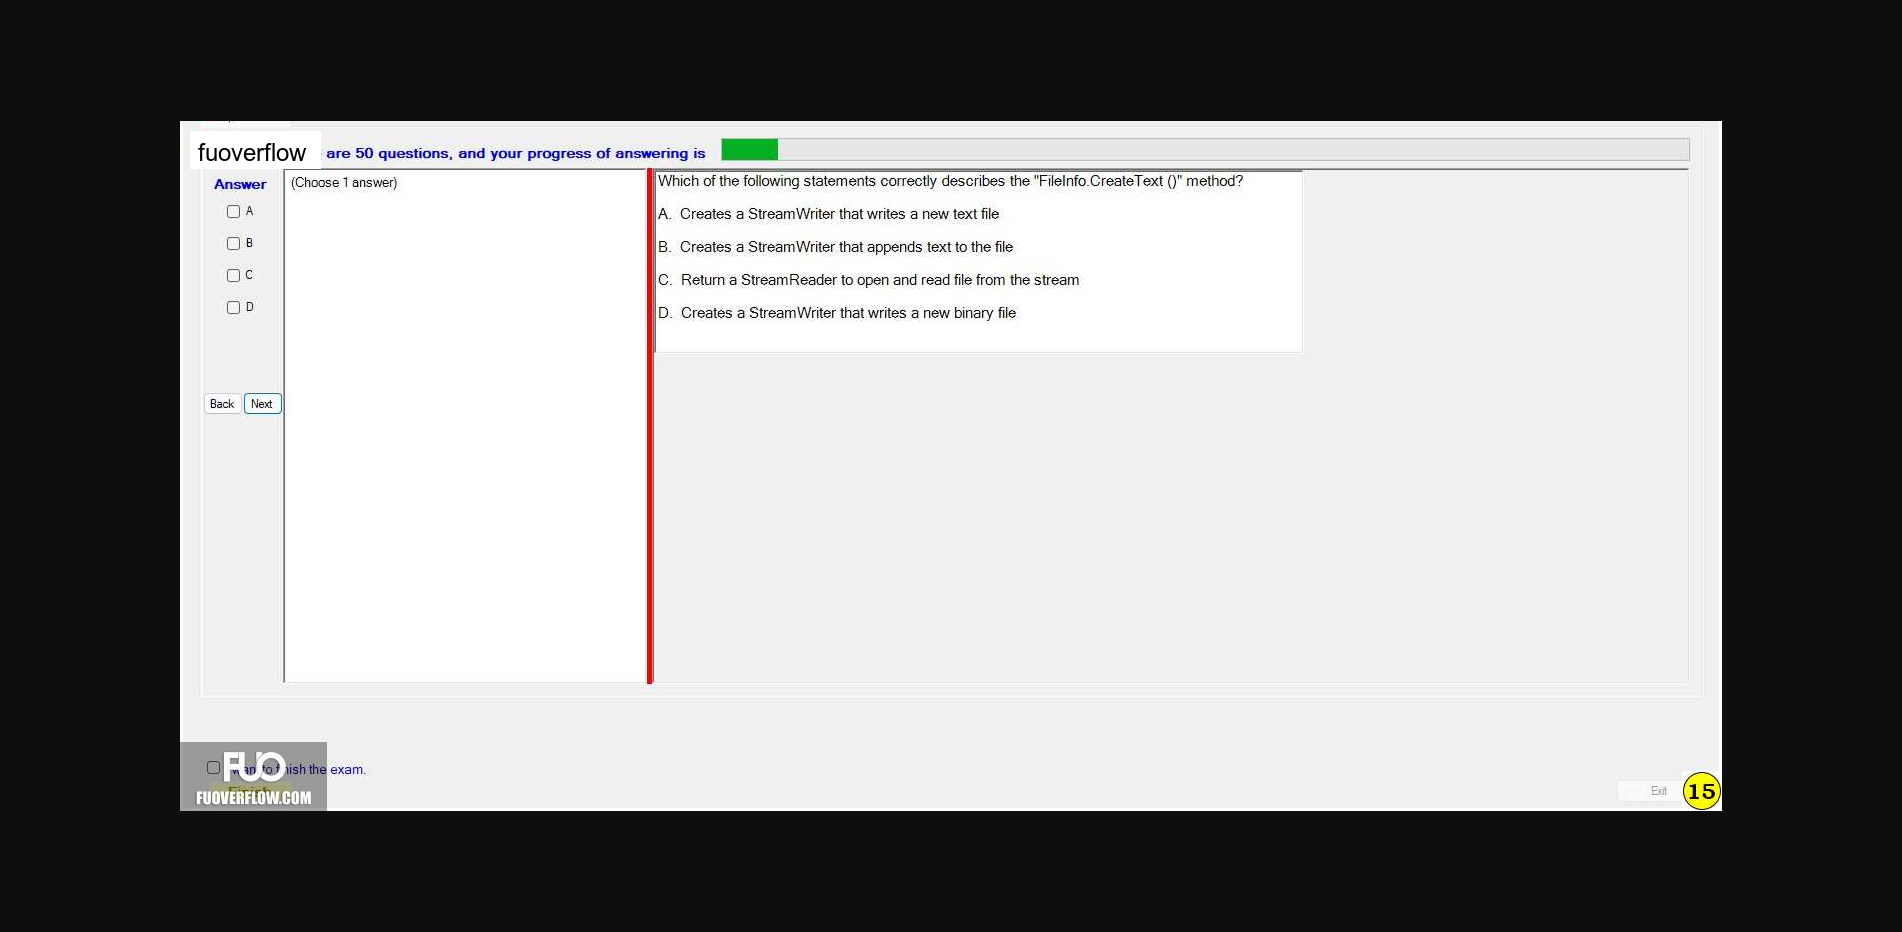 fuoverflow are 50 questions, and your progress of answering is
Answer
(Choose 1 answer)
A
B
C
D
Back Next
Which of the following statements correctly describes the "FileInfo.CreateText ()" method?
A. Creates a StreamWriter that writes a new text file
B. Creates a StreamWriter that appends text to the file
C. Return a StreamReader to open and read file from the stream
D. Creates a StreamWriter that writes a new binary file
FUO
to finish the exam.
Finish
FUOVERFLOW.COM
Exit
15